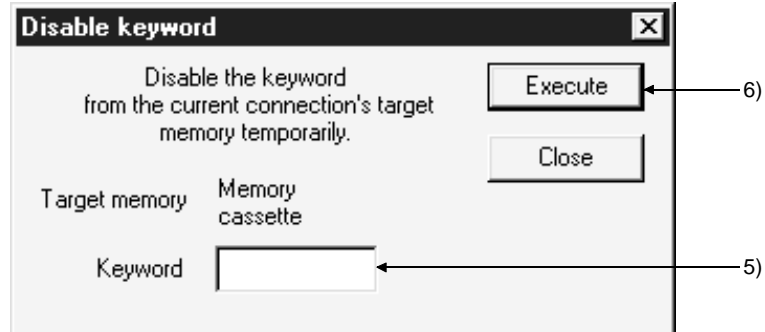 Disable keyword
Disable the keyword
from the current connection's target
memory temporarily.
Execute
6)
Close
Target memory
Memory
cassette
Keyword
5)